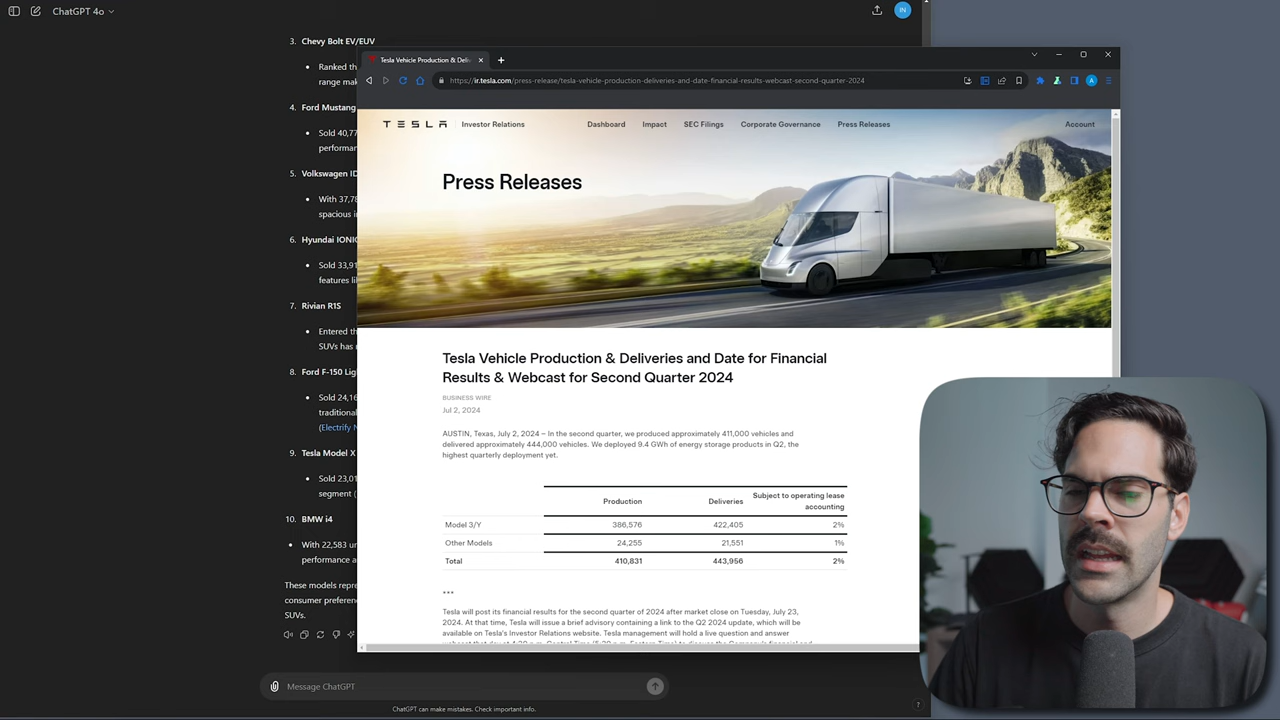 ChatGPT 4o
IN
3. Chevy Bolt EV/EUV
Ranked th
range mak
4. Ford Mustang
Sold 40,77
performan
5. Volkswagen ID
With 37,78
spacious in
6. Hyundai IONIQ
Sold 33,91
features li
7. Rivian R1S
Entered th
SUVs has
8. Ford F-150 Ligh
Sold 24,16
traditional
(Electrify N
9. Tesla Model X
Sold 23,01
segment (
10. BMW i4
With 22,583 un
performance a
These models repre
consumer preferenc
SUVs.
Message ChatGPT
ChatGPT can make mistakes. Check important info.
?
Tesla Vehicle Production & Deli
https://ir.tesla.com/press-release/tesla-vehicle-production-deliveries-and-date-financial-results-webcast-second-quarter-2024
A
TESLA Investor Relations Dashboard Impact SEC Filings Corporate Governance Press Releases Account
Press Releases
Tesla Vehicle Production & Deliveries and Date for Financial
Results & Webcast for Second Quarter 2024
BUSINESS WIRE
Jul 2, 2024
AUSTIN, Texas, July 2, 2024 – In the second quarter, we produced approximately 411,000 vehicles and
delivered approximately 444,000 vehicles. We deployed 9.4 GWh of energy storage products in Q2, the
highest quarterly deployment yet.
Production Deliveries Subject to operating lease
accounting
Model 3/Y 386,576 422,405 2%
Other Models 24,255 21,551 1%
Total 410,831 443,956 2%
***
Tesla will post its financial results for the second quarter of 2024 after market close on Tuesday, July 23,
2024. At that time, Tesla will issue a brief advisory containing a link to the Q2 2024 update, which will be
available on Tesla's Investor Relations website. Tesla management will hold a live question and answer